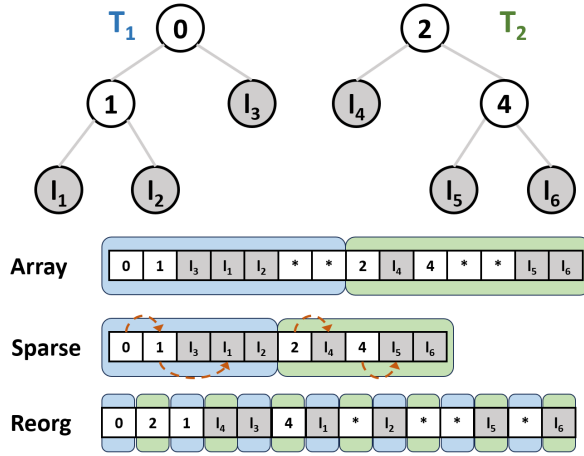 T₁ 0 2 T₂
1 l₃ l₄ 4
l₁ l₂ l₅ l₆
Array 0 1 l₃ l₁ l₂ * * 2 l₄ 4 * * l₅ l₆
Sparse 0 1 l₃ l₁ l₂ 2 l₄ 4 l₅ l₆
Reorg 0 2 1 l₄ l₃ 4 l₁ * l₂ * * l₅ * l₆